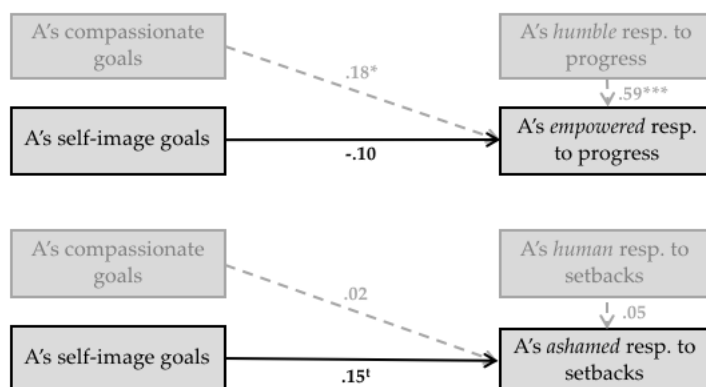 A's compassionate
goals
A's humble resp. to
progress
.18*
.59***
A's self-image goals
A's empowered resp.
to progress
-.10
A's compassionate
goals
A's human resp. to
setbacks
.02
.05
A's self-image goals
A's ashamed resp. to
setbacks
.15ᵗ